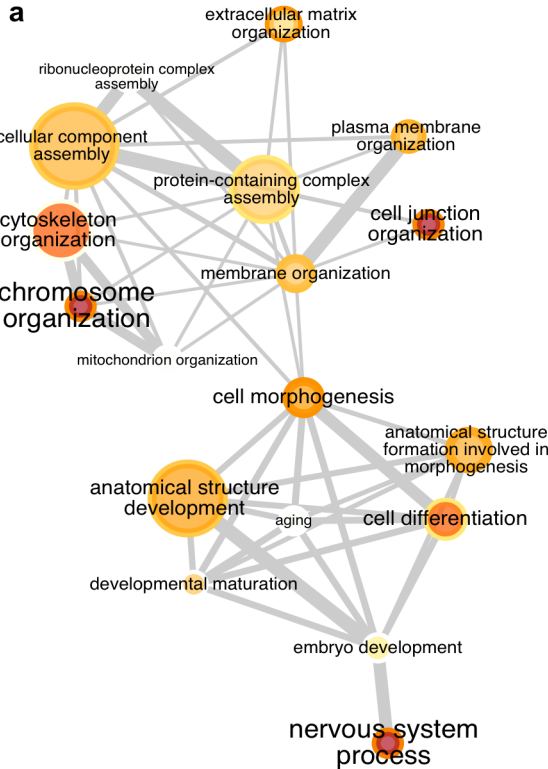 a
extracellular matrix
organization
ribonucleoprotein complex
assembly
cellular component
assembly
plasma membrane
organization
protein-containing complex
assembly
cytoskeleton
organization
cell junction
organization
membrane organization
chromosome
organization
mitochondrion organization
cell morphogenesis
anatomical structure
formation involved in
morphogenesis
anatomical structure
development
aging
cell differentiation
developmental maturation
embryo development
nervous system
process